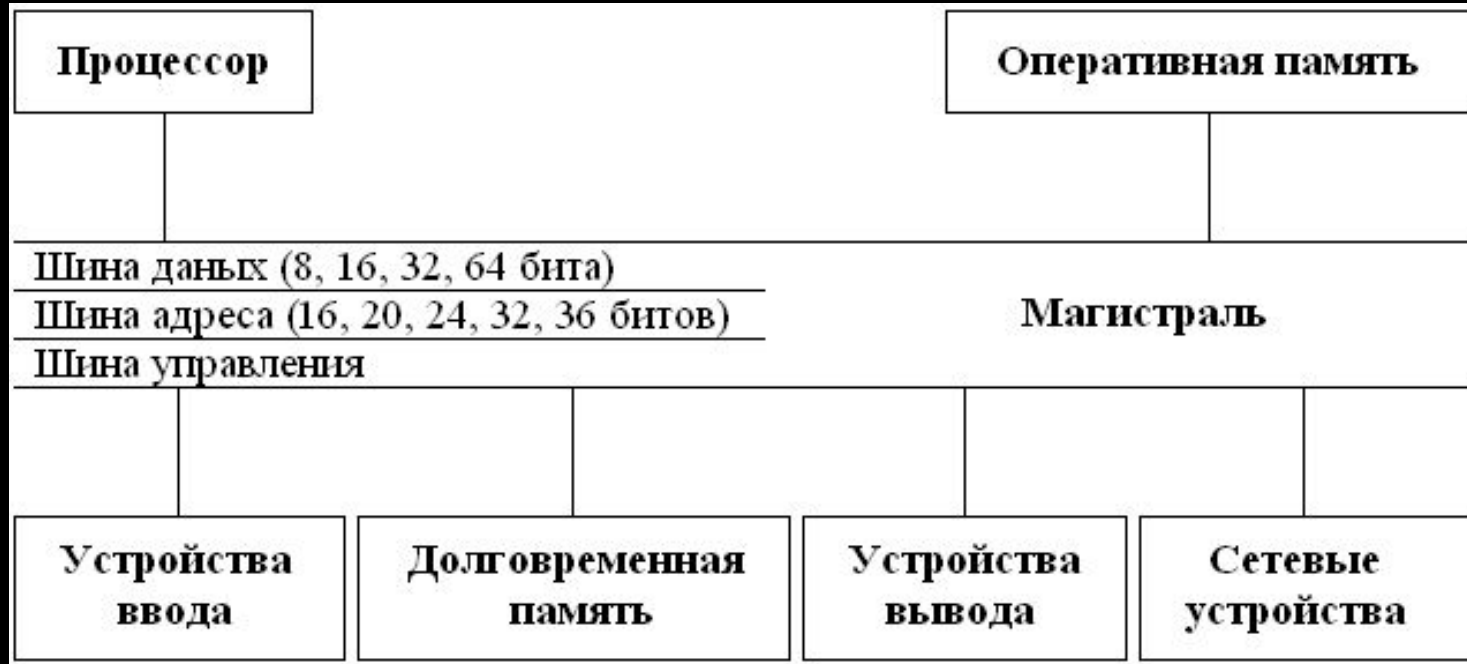 Процессор
Оперативная память
Шина даных (8, 16, 32, 64 бита)
Шина адреса (16, 20, 24, 32, 36 битов)
Шина управления
Магистраль
Устройства
ввода
Долговременная
память
Устройства
вывода
Сетевые
устройства